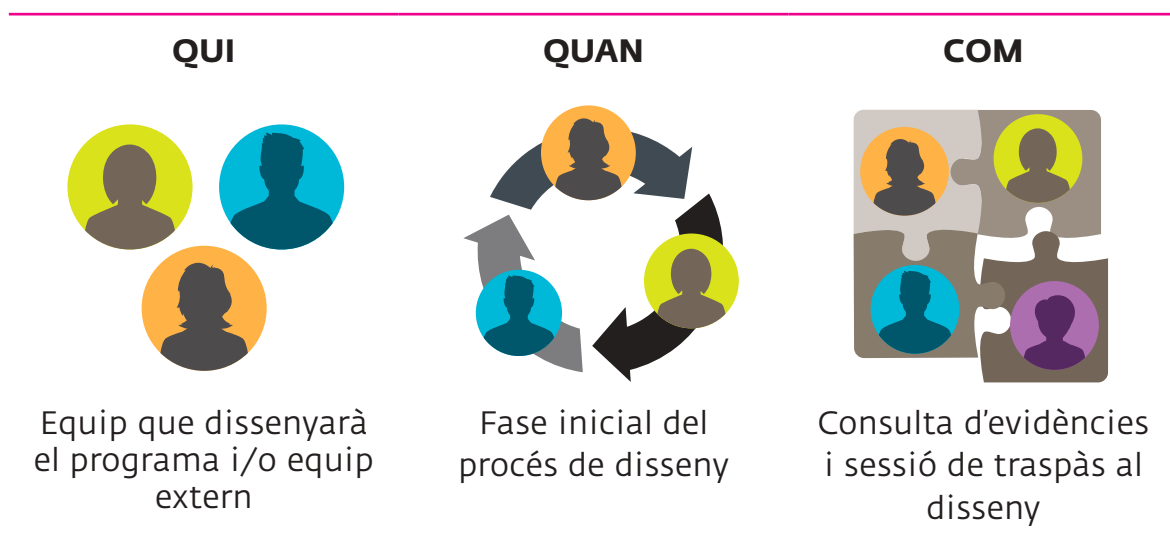 QUI
Equip que dissenyarà
el programa i/o equip
extern
QUAN
Fase inicial del
procés de disseny
COM
Consulta d'evidències
i sessió de traspàs al
disseny